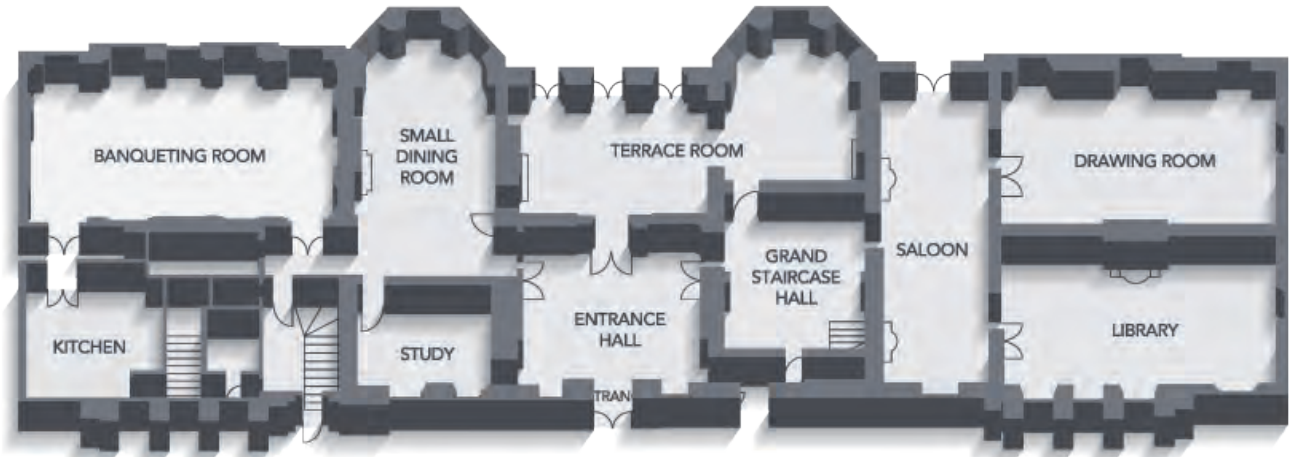 BANQUETING ROOM
SMALL
DINING
ROOM
TERRACE ROOM
DRAWING ROOM
GRAND
STAIRCASE
HALL
SALOON
KITCHEN
STUDY
ENTRANCE
HALL
LIBRARY